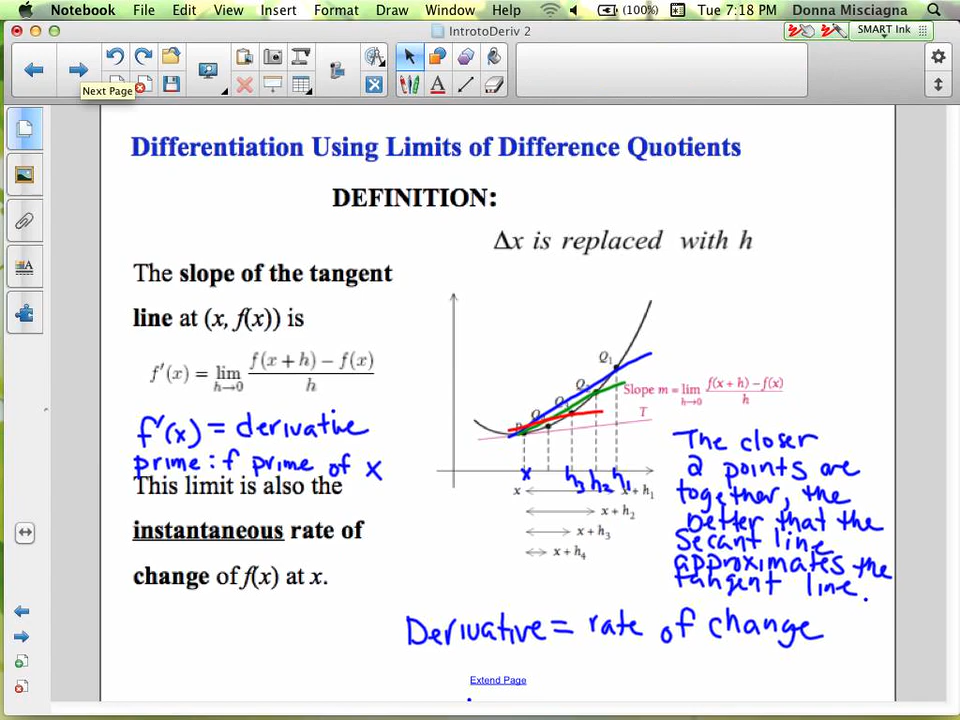 Notebook File Edit View Insert Format Draw Window Help (100%) Tue 7:18 PM Donna Misciagna
IntrotoDeriv 2
SMART Ink
Next Page
Differentiation Using Limits of Difference Quotients
DEFINITION:
Δx is replaced with h
The slope of the tangent
line at (x, f(x)) is
f'(x) = lim h→0 f(x + h) − f(x) / h
f'(x) = derivative
prime: f prime of x
This limit is also the
instantaneous rate of
change of f(x) at x.
Q₁
Slope m = lim h→0 f(x + h) − f(x) / h
T
x h₃ h₂ h₁
x x + h₁
x + h₂
x + h₃
x + h₄
The closer
2 points are
together, the
better that the
secant line
approximates the
tangent line.
Derivative = rate of change
Extend Page